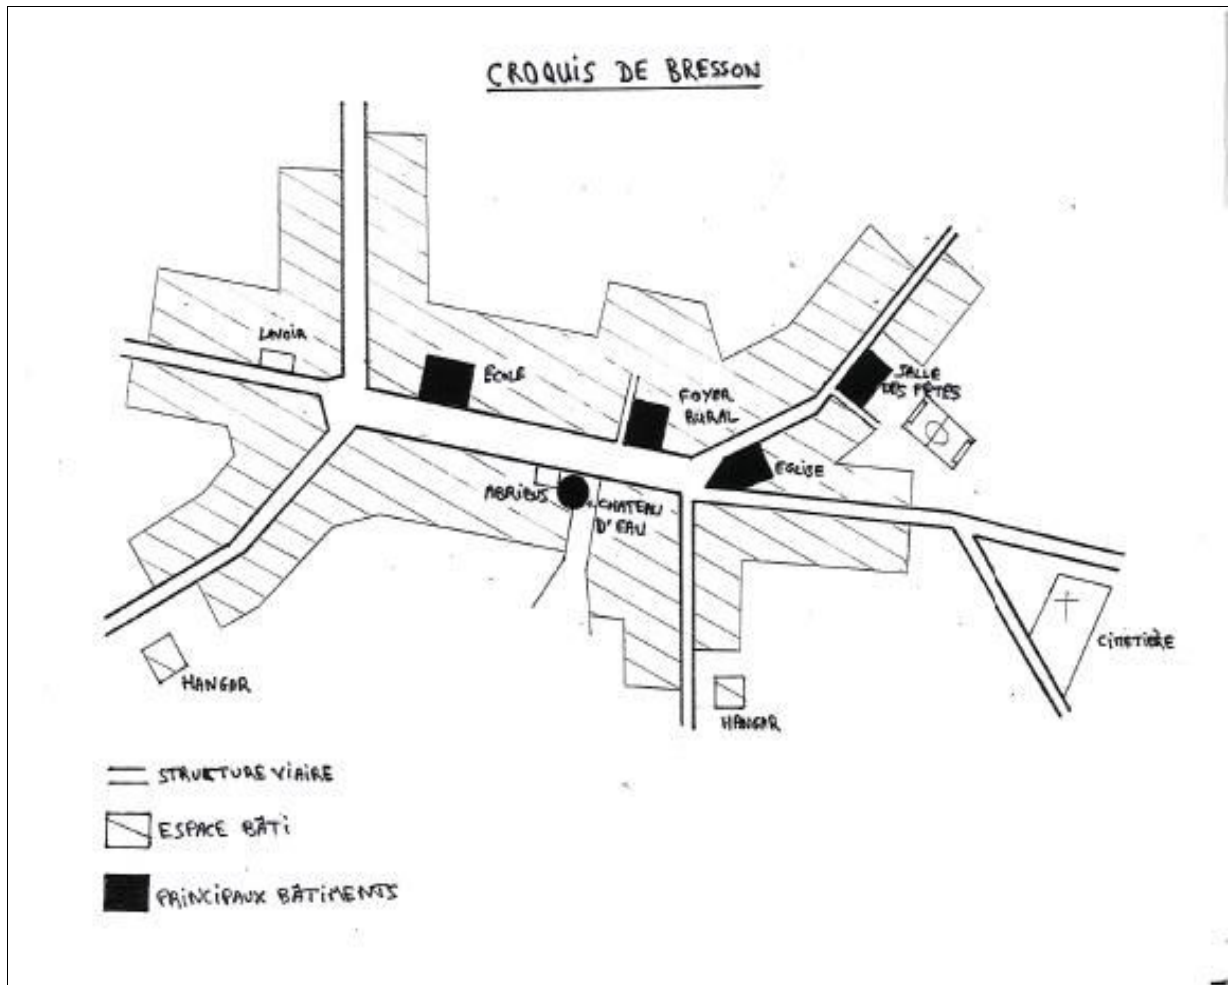 CROQUIS DE BRESSON
LAVOIR
ÉCOLE
FOYER
RURAL
SALLE
DES FÊTES
EGLISE
ABRIBUS
CHATEAU
D'EAU
CIMETIÈRE
HANGAR
HANGAR
STRUCTURE VIAIRE
ESPACE BÂTI
PRINCIPAUX BÂTIMENTS